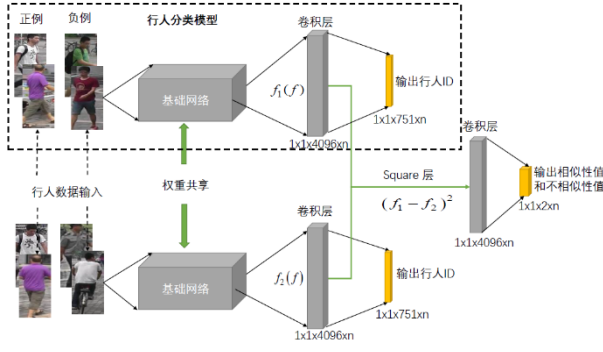 正例
负例
行人分类模型
卷积层
基础网络
f₁(f)
输出行人ID
1x1x751xn
1x1x4096xn
卷积层
行人数据输入
权重共享
Square 层
(f₁ − f₂)²
输出相似性值
和不相似性值
1x1x2xn
1x1x4096xn
卷积层
基础网络
f₂(f)
输出行人ID
1x1x751xn
1x1x4096xn